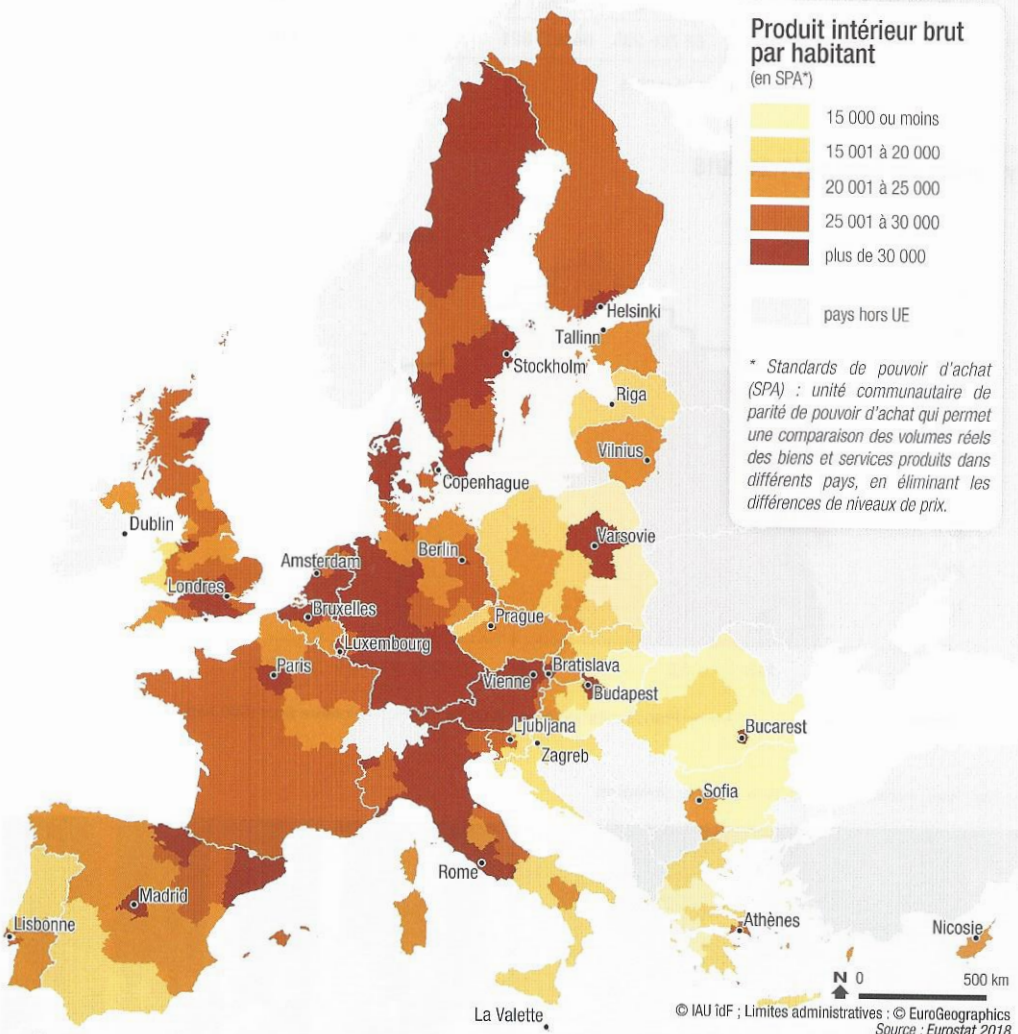 Produit intérieur brut
par habitant
(en SPA*)
15 000 ou moins
15 001 à 20 000
20 001 à 25 000
25 001 à 30 000
plus de 30 000
pays hors UE
* Standards de pouvoir d'achat
(SPA) : unité communautaire de
parité de pouvoir d'achat qui permet
une comparaison des volumes réels
des biens et services produits dans
différents pays, en éliminant les
différences de niveaux de prix.
Helsinki
Tallinn
Stockholm
Riga
Vilnius
Copenhague
Dublin
Varsovie
Berlin
Amsterdam
Londres
Bruxelles
Prague
Luxembourg
Paris
Bratislava
Vienne
Budapest
Ljubljana
Bucarest
Zagreb
Sofia
Rome
Madrid
Lisbonne
Athènes
Nicosie
N 0 500 km
La Valette
© IAU îdF ; Limites administratives : © EuroGeographics
Source : Eurostat 2018